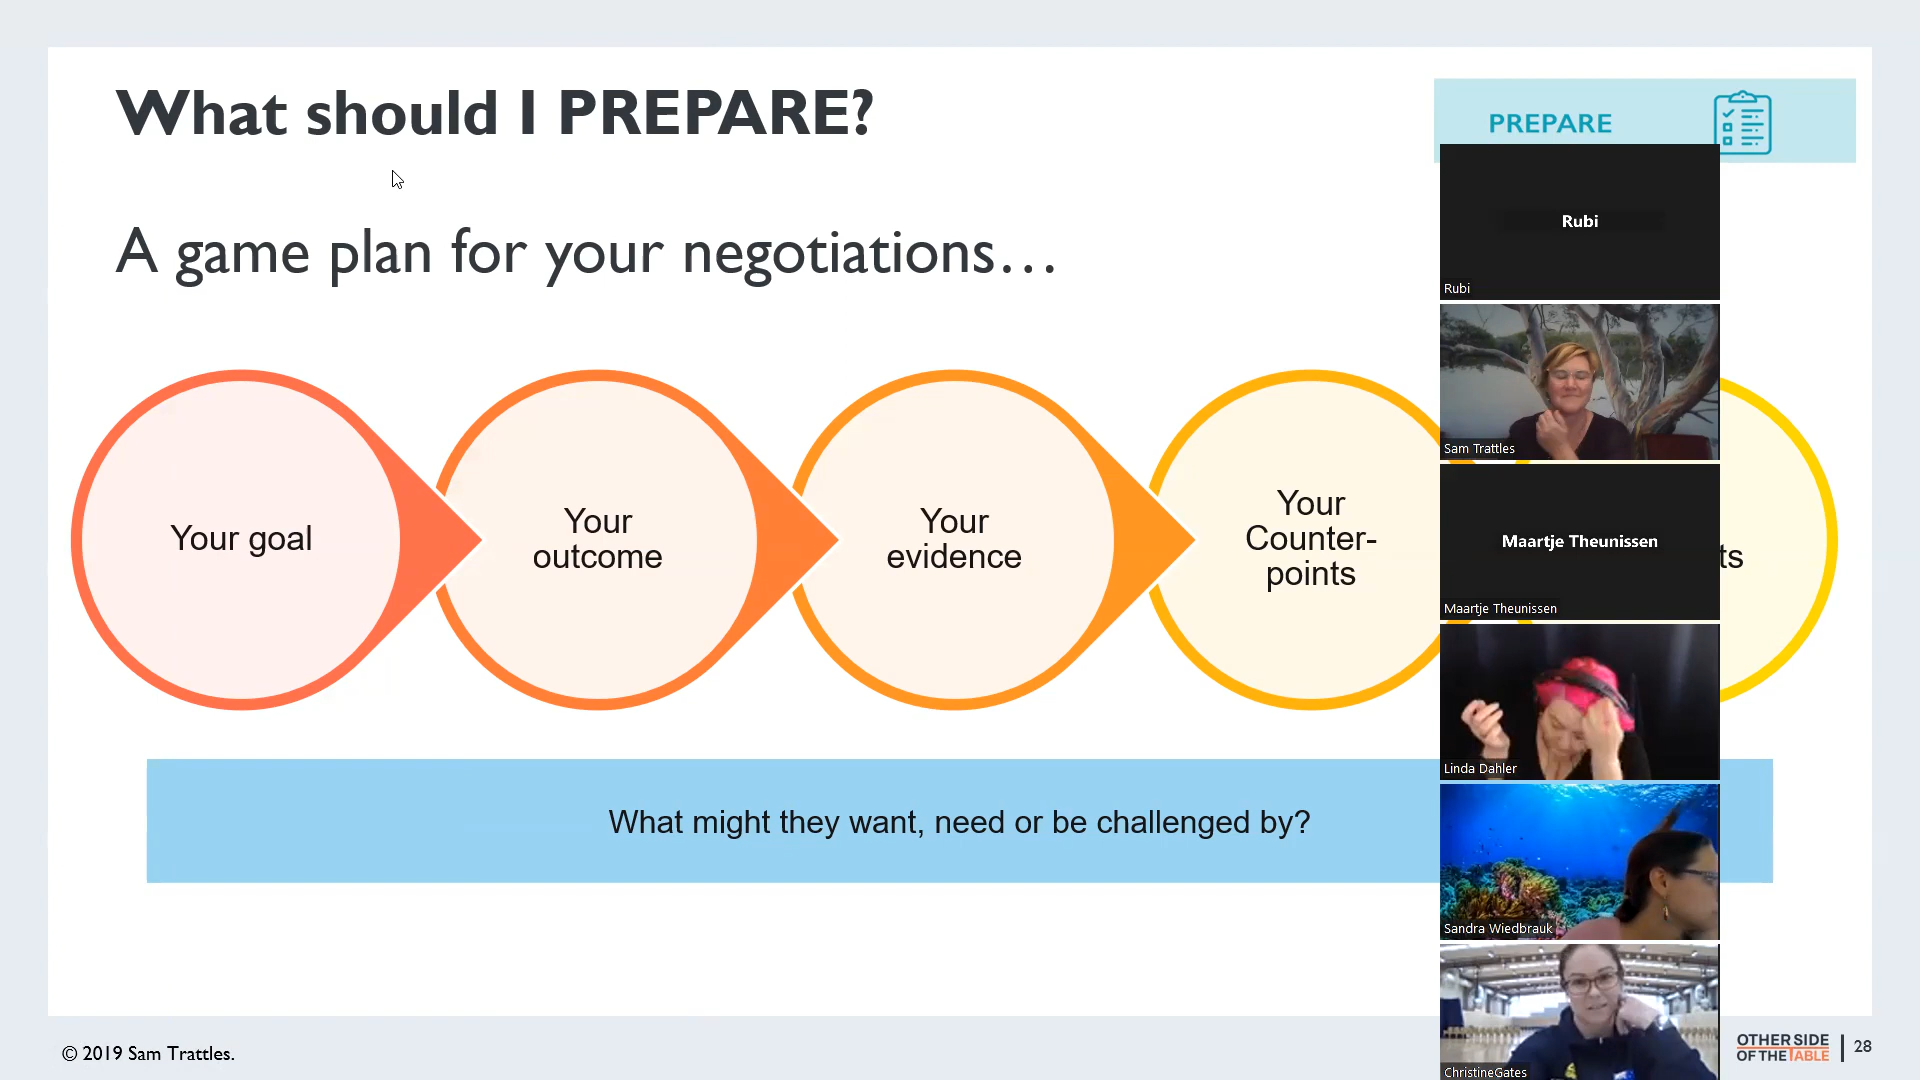 What should I PREPARE?
PREPARE
A game plan for your negotiations...
Your goal
Your
outcome
Your
evidence
Your
Counter-
points
What might they want, need or be challenged by?
Rubi
Rubi
Sam Trattles
Maartje Theunissen
Maartje Theunissen
Linda Dahler
Sandra Wiedbrauk
ChristineGates
© 2019 Sam Trattles.
OTHER SIDE
OF THE TABLE
28